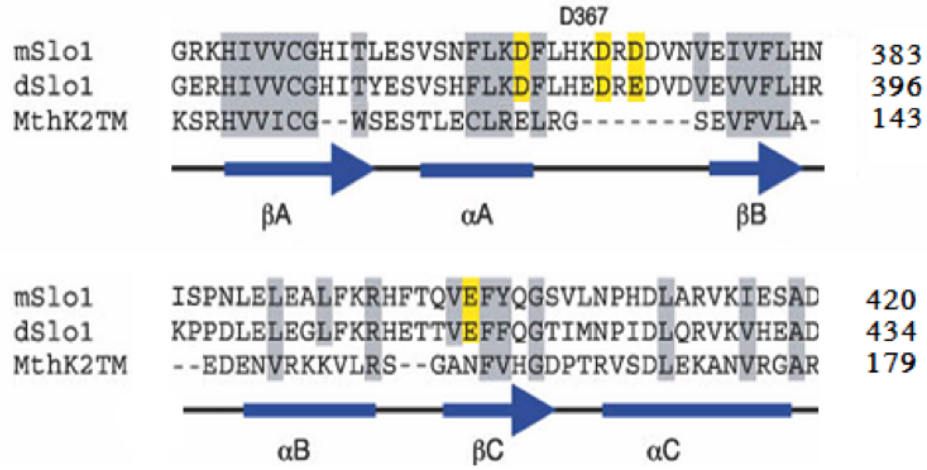 D367
mSlo1 GRKHIVVCGHITLESVSNFLKDFLHKDRDDVNVEIVFLHN 383
dSlo1 GERHIVVCGHITYESVSHFLKDFLHEDREDVDVEIVFLHR 396
MthK2TM KSRHVVICG--WSESTLECLRELRG-------SEVFVLA- 143
βA αA βB
mSlo1 ISPNLELEALFKRHFTQVEFYQGSVLNPHDLARVKIESAD 420
dSlo1 KPPDLELEGLFKRHETTVEFFQGTIMNPIDLQRVKVHEAD 434
MthK2TM --EDENVRKKVLRS--GANFVHGDPTRVSDLEKANVRGAR 179
αB βC αC